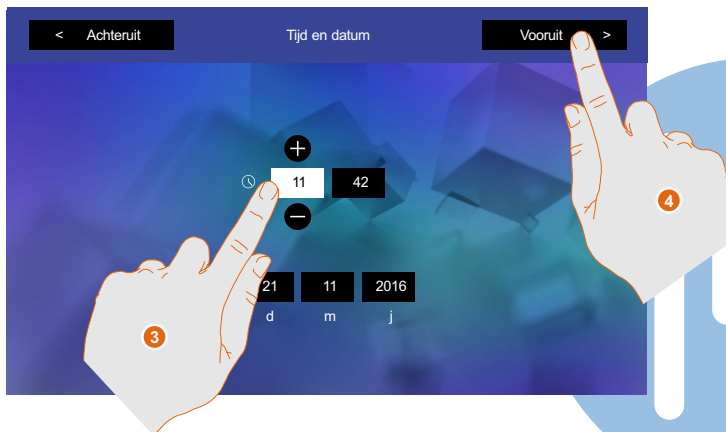 < Achteruit
Tijd en datum
Vooruit >
+
11 42
−
21 11 2016
d m j
3
4